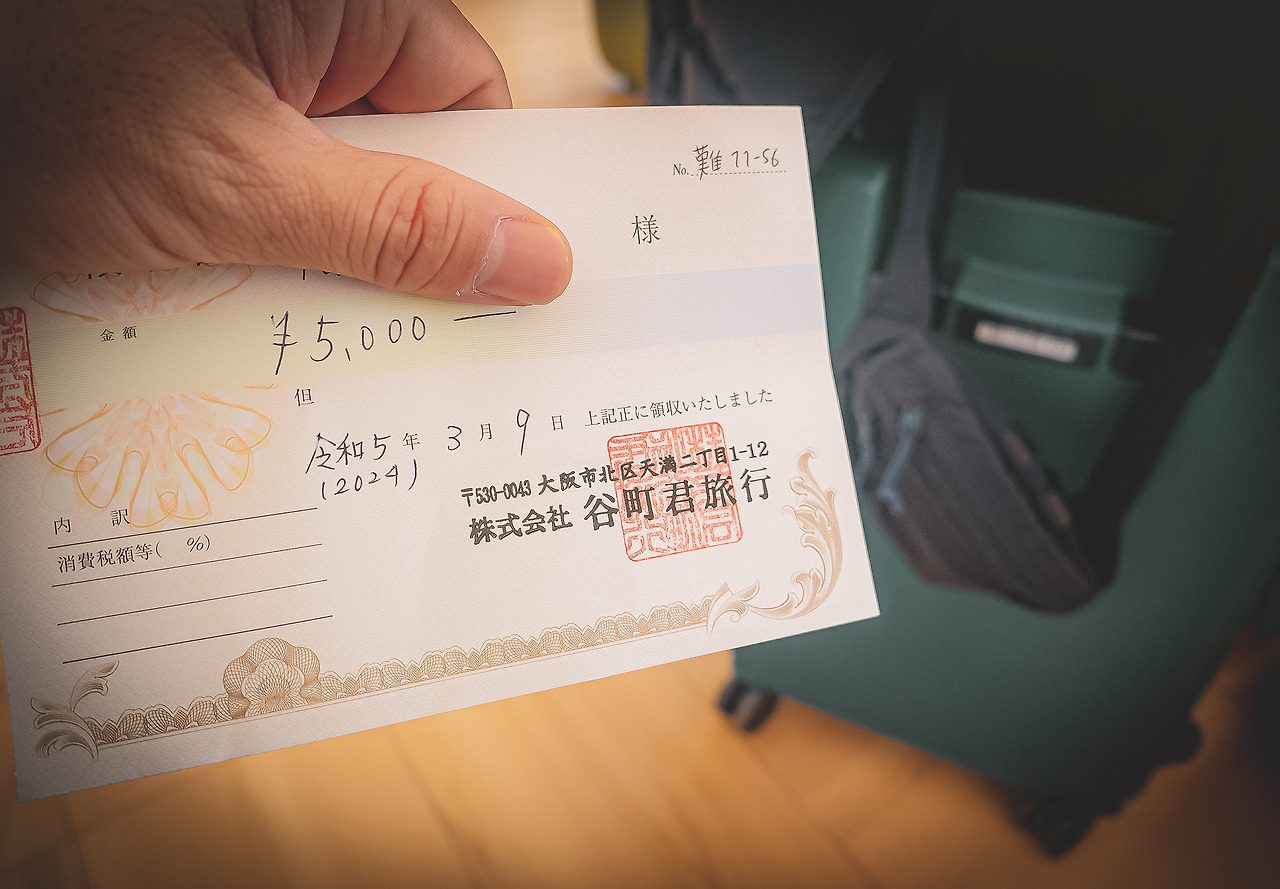 No. 難 77-56
様
金額 ¥5,000 —
但
令和5年 3月 9日 上記正に領収いたしました
(2024)
〒530-0043 大阪市北区天満二丁目1-12
株式会社 谷町君旅行
内 訳
消費税額等( %)